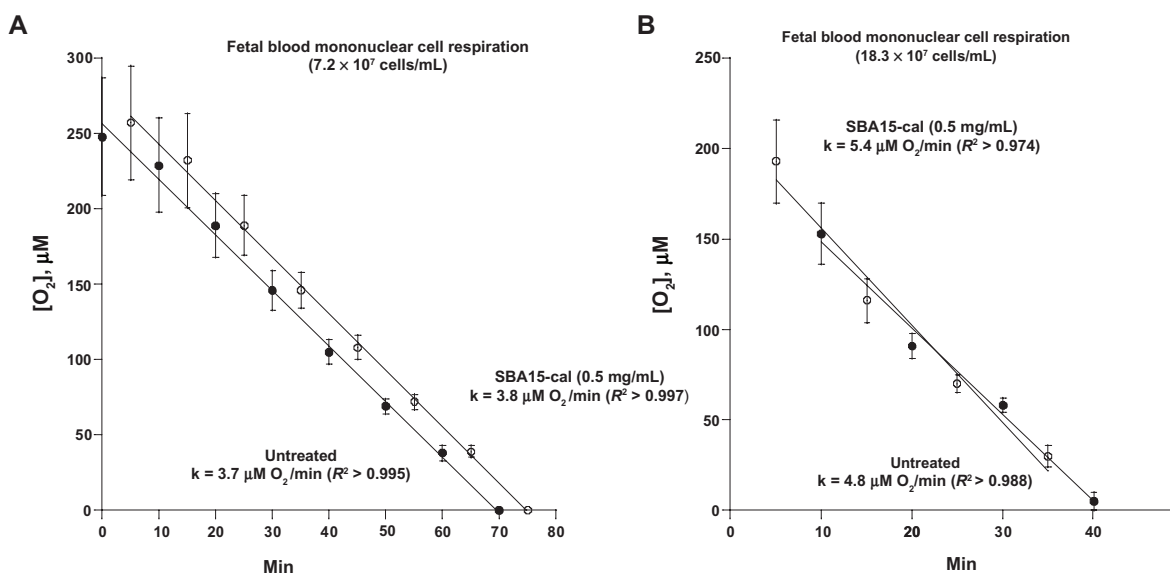 A
Fetal blood mononuclear cell respiration
(7.2 × 10⁷ cells/mL)
300
250
200
150
100
50
0
[O₂], μM
SBA15-cal (0.5 mg/mL)
k = 3.8 μM O₂/min (R² > 0.997)
Untreated
k = 3.7 μM O₂/min (R² > 0.995)
0 10 20 30 40 50 60 70 80
Min
B
Fetal blood mononuclear cell respiration
(18.3 × 10⁷ cells/mL)
250
200
150
100
50
0
[O₂], μM
SBA15-cal (0.5 mg/mL)
k = 5.4 μM O₂/min (R² > 0.974)
Untreated
k = 4.8 μM O₂/min (R² > 0.988)
0 10 20 30 40
Min